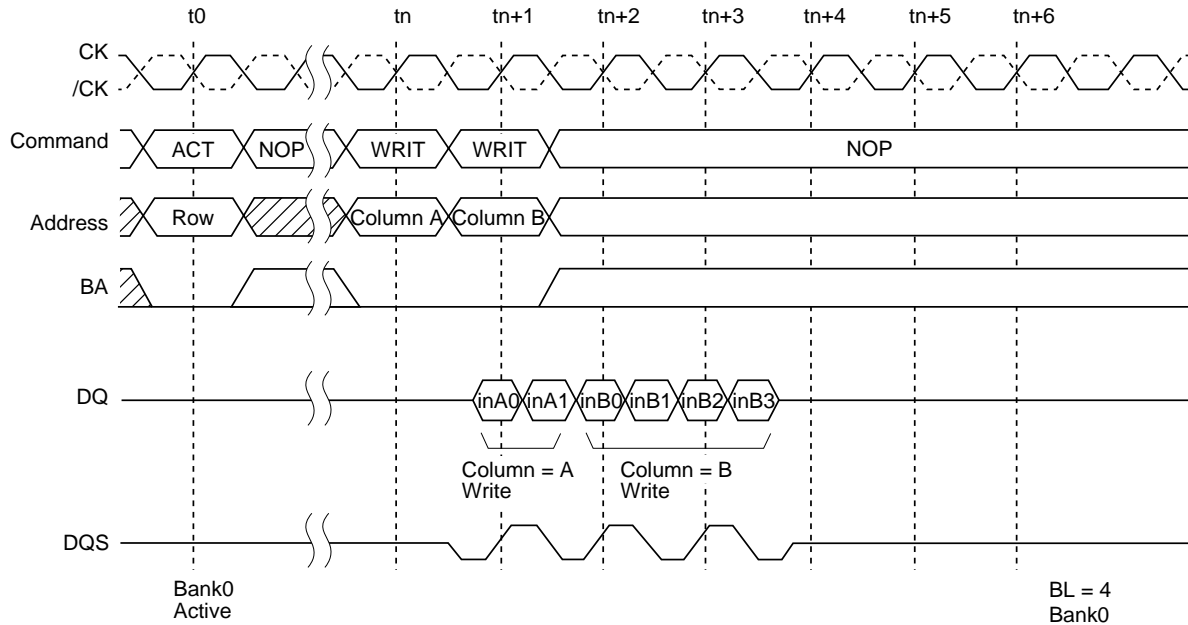 t0 tn tn+1 tn+2 tn+3 tn+4 tn+5 tn+6
CK
/CK
Command ACT NOP WRIT WRIT NOP
Address Row Column A Column B
BA
DQ inA0 inA1 inB0 inB1 inB2 inB3
Column = A Column = B
Write Write
DQS
Bank0 BL = 4
Active Bank0